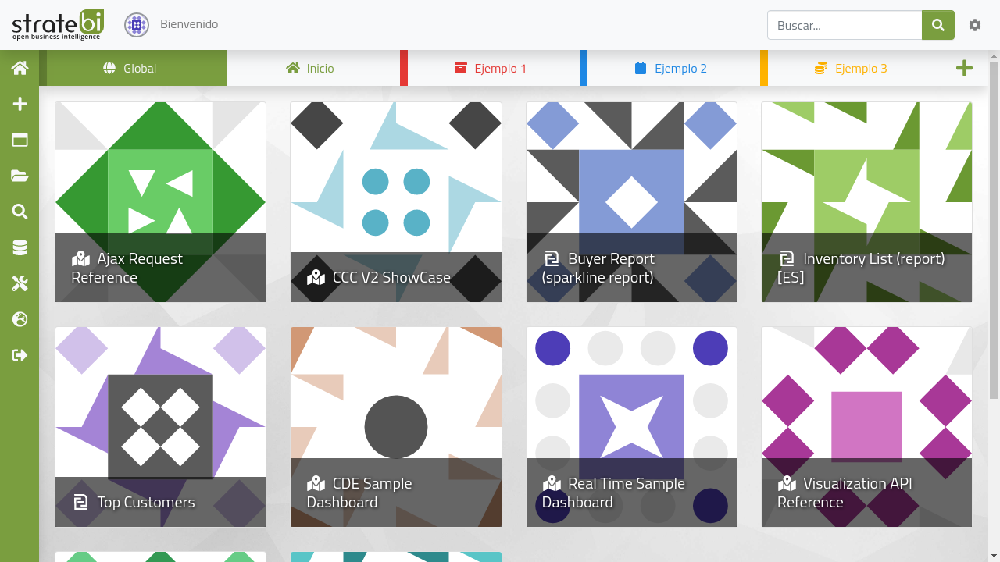 stratebi
open business intelligence
Bienvenido
Buscar...
Global
Inicio
Ejemplo 1
Ejemplo 2
Ejemplo 3
Ajax Request
Reference
CCC V2 ShowCase
Buyer Report
(sparkline report)
Inventory List (report)
[ES]
Top Customers
CDE Sample
Dashboard
Real Time Sample
Dashboard
Visualization API
Reference